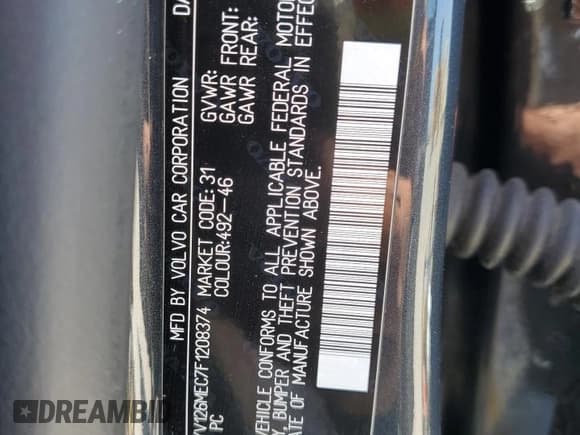 MFD BY VOLVO CAR CORPORATION DA
GVWR:
GAWR FRONT:
GAWR REAR:
V126MEC7F1208374 MARKET CODE: 31
PC COLOUR:492-46
VEHICLE CONFORMS TO ALL APPLICABLE FEDERAL MOTO
Y, BUMPER AND THEFT PREVENTION STANDARDS IN EFFEC
ATE OF MANUFACTURE SHOWN ABOVE.
DREAMBID